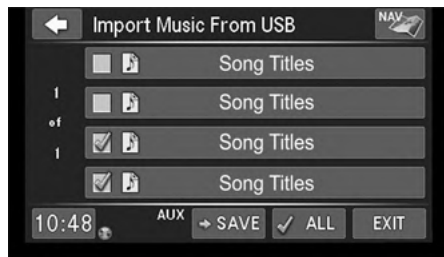 Import Music From USB
NAV
Song Titles
1
Song Titles
of
1
Song Titles
Song Titles
10:48
AUX
SAVE
ALL
EXIT